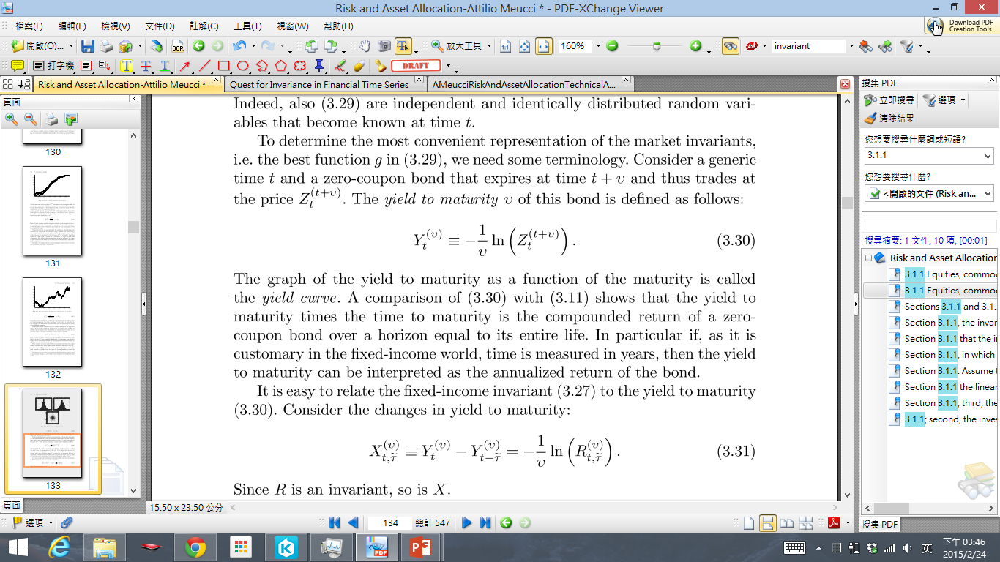 Risk and Asset Allocation-Attilio Meucci * - PDF-XChange Viewer
檔案(F) 編輯(E) 檢視(V) 文件(D) 註解(C) 工具(T) 視窗(W) 幫助(H)
Download PDF
Creation Tools
開啟(O)... OCR 放大工具 1:1 160% invariant
打字機 T T T DRAFT
Risk and Asset Allocation-Attilio Meucci * Quest for Invariance in Financial Time Series AMeucciRiskAndAssetAllocationTechnicalA...
頁面
130
131
132
133
頁面
Indeed, also (3.29) are independent and identically distributed random vari-
ables that become known at time t.
To determine the most convenient representation of the market invariants,
i.e. the best function g in (3.29), we need some terminology. Consider a generic
time t and a zero-coupon bond that expires at time t + υ and thus trades at
the price Z_t^{(t+υ)}. The yield to maturity υ of this bond is defined as follows:
Y_t^{(υ)} ≡ −\frac{1}{υ} ln (Z_t^{(t+υ)}). (3.30)
The graph of the yield to maturity as a function of the maturity is called
the yield curve. A comparison of (3.30) with (3.11) shows that the yield to
maturity times the time to maturity is the compounded return of a zero-
coupon bond over a horizon equal to its entire life. In particular if, as it is
customary in the fixed-income world, time is measured in years, then the yield
to maturity can be interpreted as the annualized return of the bond.
It is easy to relate the fixed-income invariant (3.27) to the yield to maturity
(3.30). Consider the changes in yield to maturity:
X_{t,τ̃}^{(υ)} ≡ Y_t^{(υ)} − Y_{t−τ̃}^{(υ)} = −\frac{1}{υ} ln (R_{t,τ̃}^{(υ)}). (3.31)
Since R is an invariant, so is X.
15.50 x 23.50 公分
選項 134 總計 547
搜集 PDF
立即搜尋 選項
清除結果
您想要搜尋什麼詞或短語?
3.1.1
您想要搜尋什麼?
<開啟的文件 (Risk an...
搜尋摘要: 1 文件, 10 項, [00:01]
Risk and Asset Allocation
3.1.1 Equities, commo
3.1.1 Equities, commo
Sections 3.1.1 and 3.1.
Section 3.1.1, the invar
Section 3.1.1 that the i
Section 3.1.1, in which
Section 3.1.1. Assume t
Section 3.1.1 the linear
Section 3.1.1; third, the
3.1.1; second, the inves
搜集 PDF
PDF
英
下午 03:46
2015/2/24